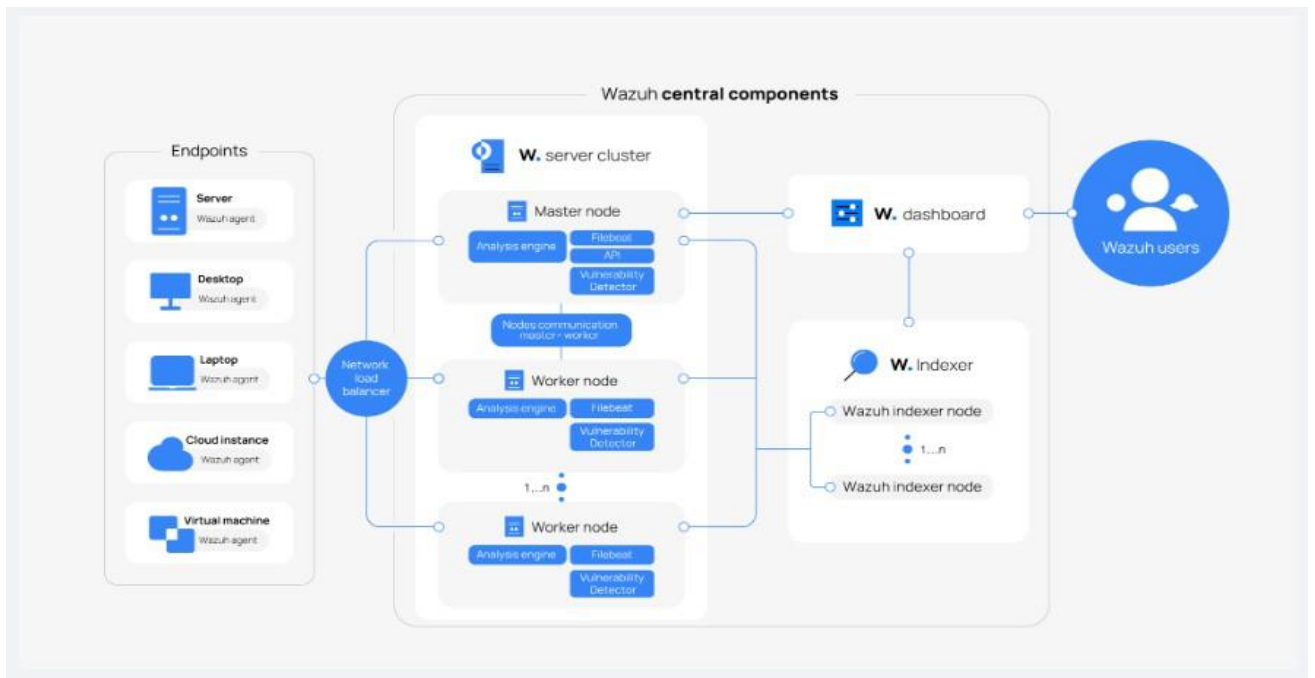 Wazuh central components
Endpoints
Server
Wazuh agent
Desktop
Wazuh agent
Laptop
Wazuh agent
Cloud instance
Wazuh agent
Virtual machine
Wazuh agent
Network
load
balancer
W. server cluster
Master node
Analysis engine
Filebeat
API
Vulnerability
Detector
Nodes communication
master - worker
Worker node
Analysis engine
Filebeat
Vulnerability
Detector
1,...n
Worker node
Analysis engine
Filebeat
Vulnerability
Detector
W. dashboard
W. Indexer
Wazuh indexer node
1,...n
Wazuh indexer node
Wazuh users